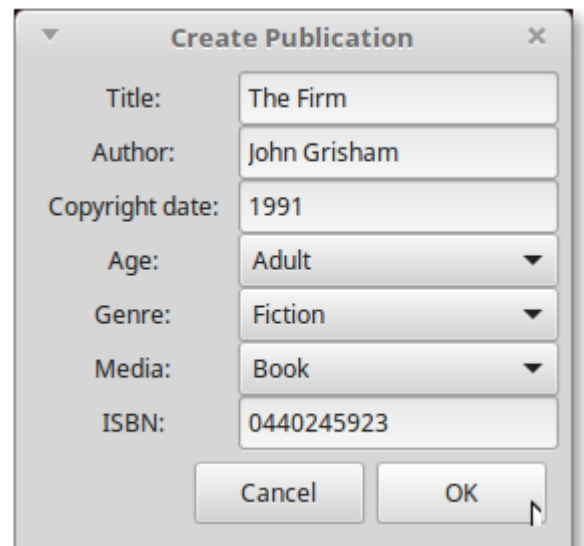 Create Publication
Title: The Firm
Author: John Grisham
Copyright date: 1991
Age: Adult
Genre: Fiction
Media: Book
ISBN: 0440245923
Cancel OK